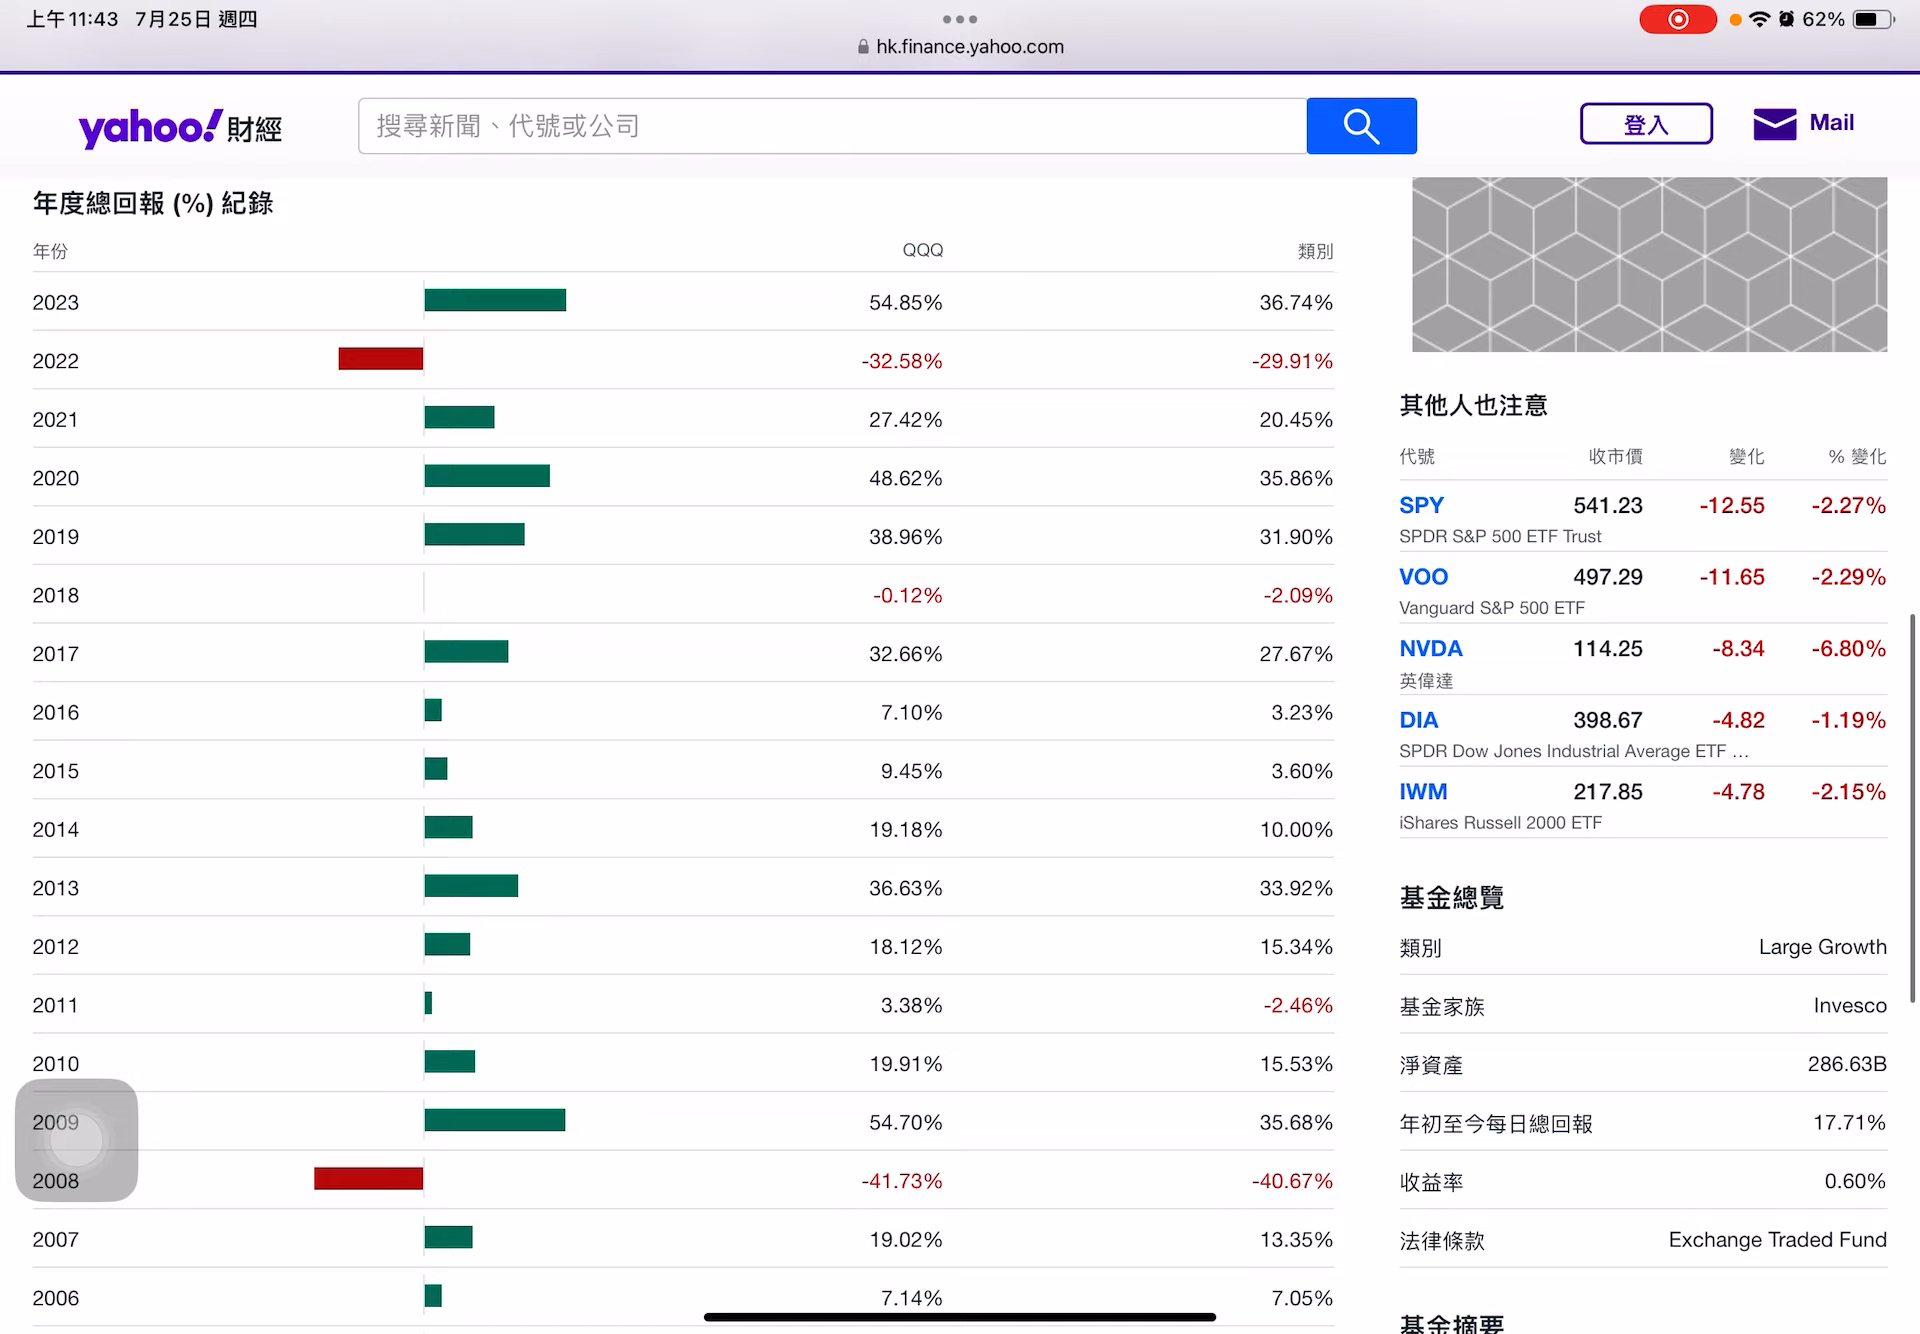 上午11:43 7月25日 週四
62%
hk.finance.yahoo.com
yahoo!財經
搜尋新聞、代號或公司
登入
Mail
年度總回報 (%) 紀錄
年份 QQQ 類別
2023 54.85% 36.74%
2022 -32.58% -29.91%
2021 27.42% 20.45%
2020 48.62% 35.86%
2019 38.96% 31.90%
2018 -0.12% -2.09%
2017 32.66% 27.67%
2016 7.10% 3.23%
2015 9.45% 3.60%
2014 19.18% 10.00%
2013 36.63% 33.92%
2012 18.12% 15.34%
2011 3.38% -2.46%
2010 19.91% 15.53%
2009 54.70% 35.68%
2008 -41.73% -40.67%
2007 19.02% 13.35%
2006 7.14% 7.05%
其他人也注意
代號 收市價 變化 % 變化
SPY 541.23 -12.55 -2.27%
SPDR S&P 500 ETF Trust
VOO 497.29 -11.65 -2.29%
Vanguard S&P 500 ETF
NVDA 114.25 -8.34 -6.80%
英偉達
DIA 398.67 -4.82 -1.19%
SPDR Dow Jones Industrial Average ETF ...
IWM 217.85 -4.78 -2.15%
iShares Russell 2000 ETF
基金總覽
類別 Large Growth
基金家族 Invesco
淨資產 286.63B
年初至今每日總回報 17.71%
收益率 0.60%
法律條款 Exchange Traded Fund
基金摘要